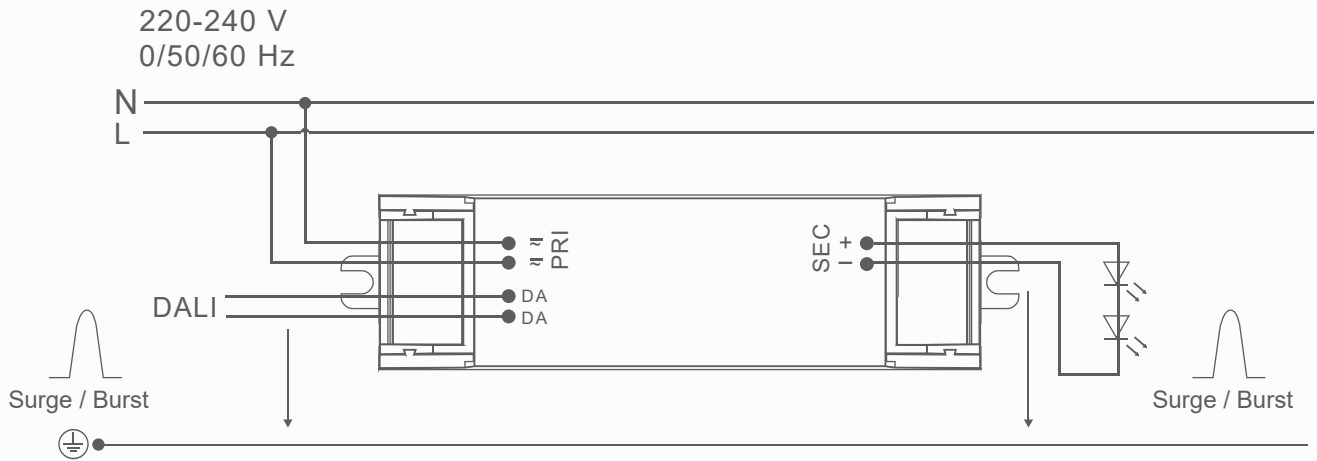 220-240 V
0/50/60 Hz
N
L
PRI
SEC
+
−
DALI
DA
DA
Surge / Burst
Surge / Burst